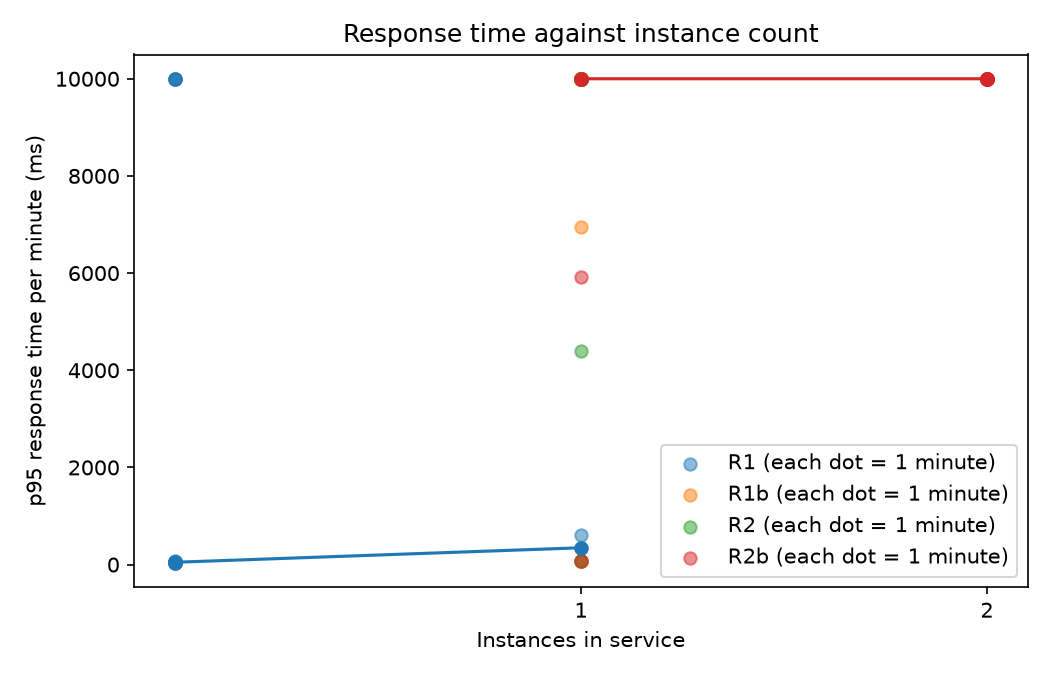 Response time against instance count
p95 response time per minute (ms)
10000
8000
6000
4000
2000
0
R1 (each dot = 1 minute)
R1b (each dot = 1 minute)
R2 (each dot = 1 minute)
R2b (each dot = 1 minute)
1
2
Instances in service